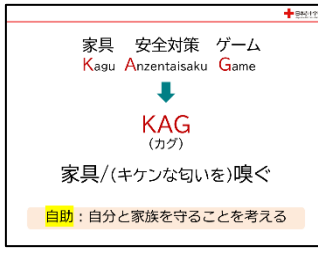 家具 安全対策 ゲーム
Kagu Anzentaisaku Game
KAG
(カグ)
家具/(キケンな匂いを)嗅ぐ
自助：自分と家族を守ることを考える